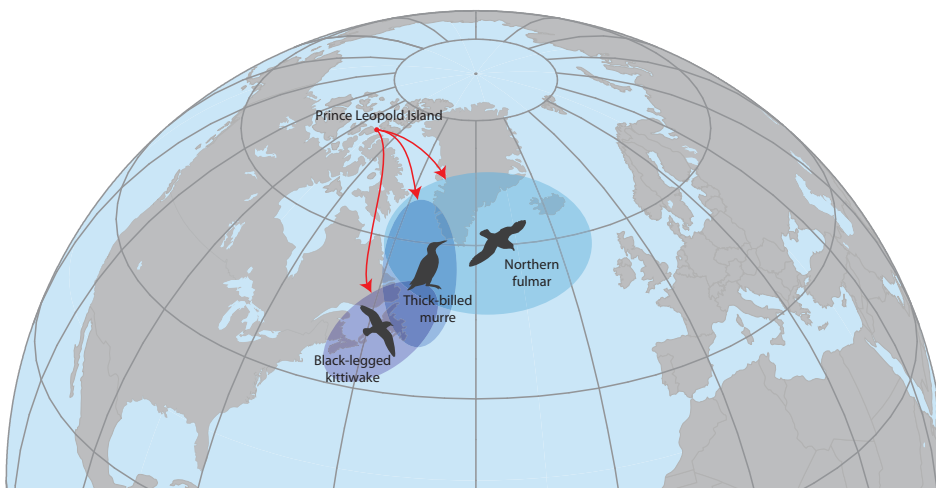 Prince Leopold Island
Northern
fulmar
Thick-billed
murre
Black-legged
kittiwake